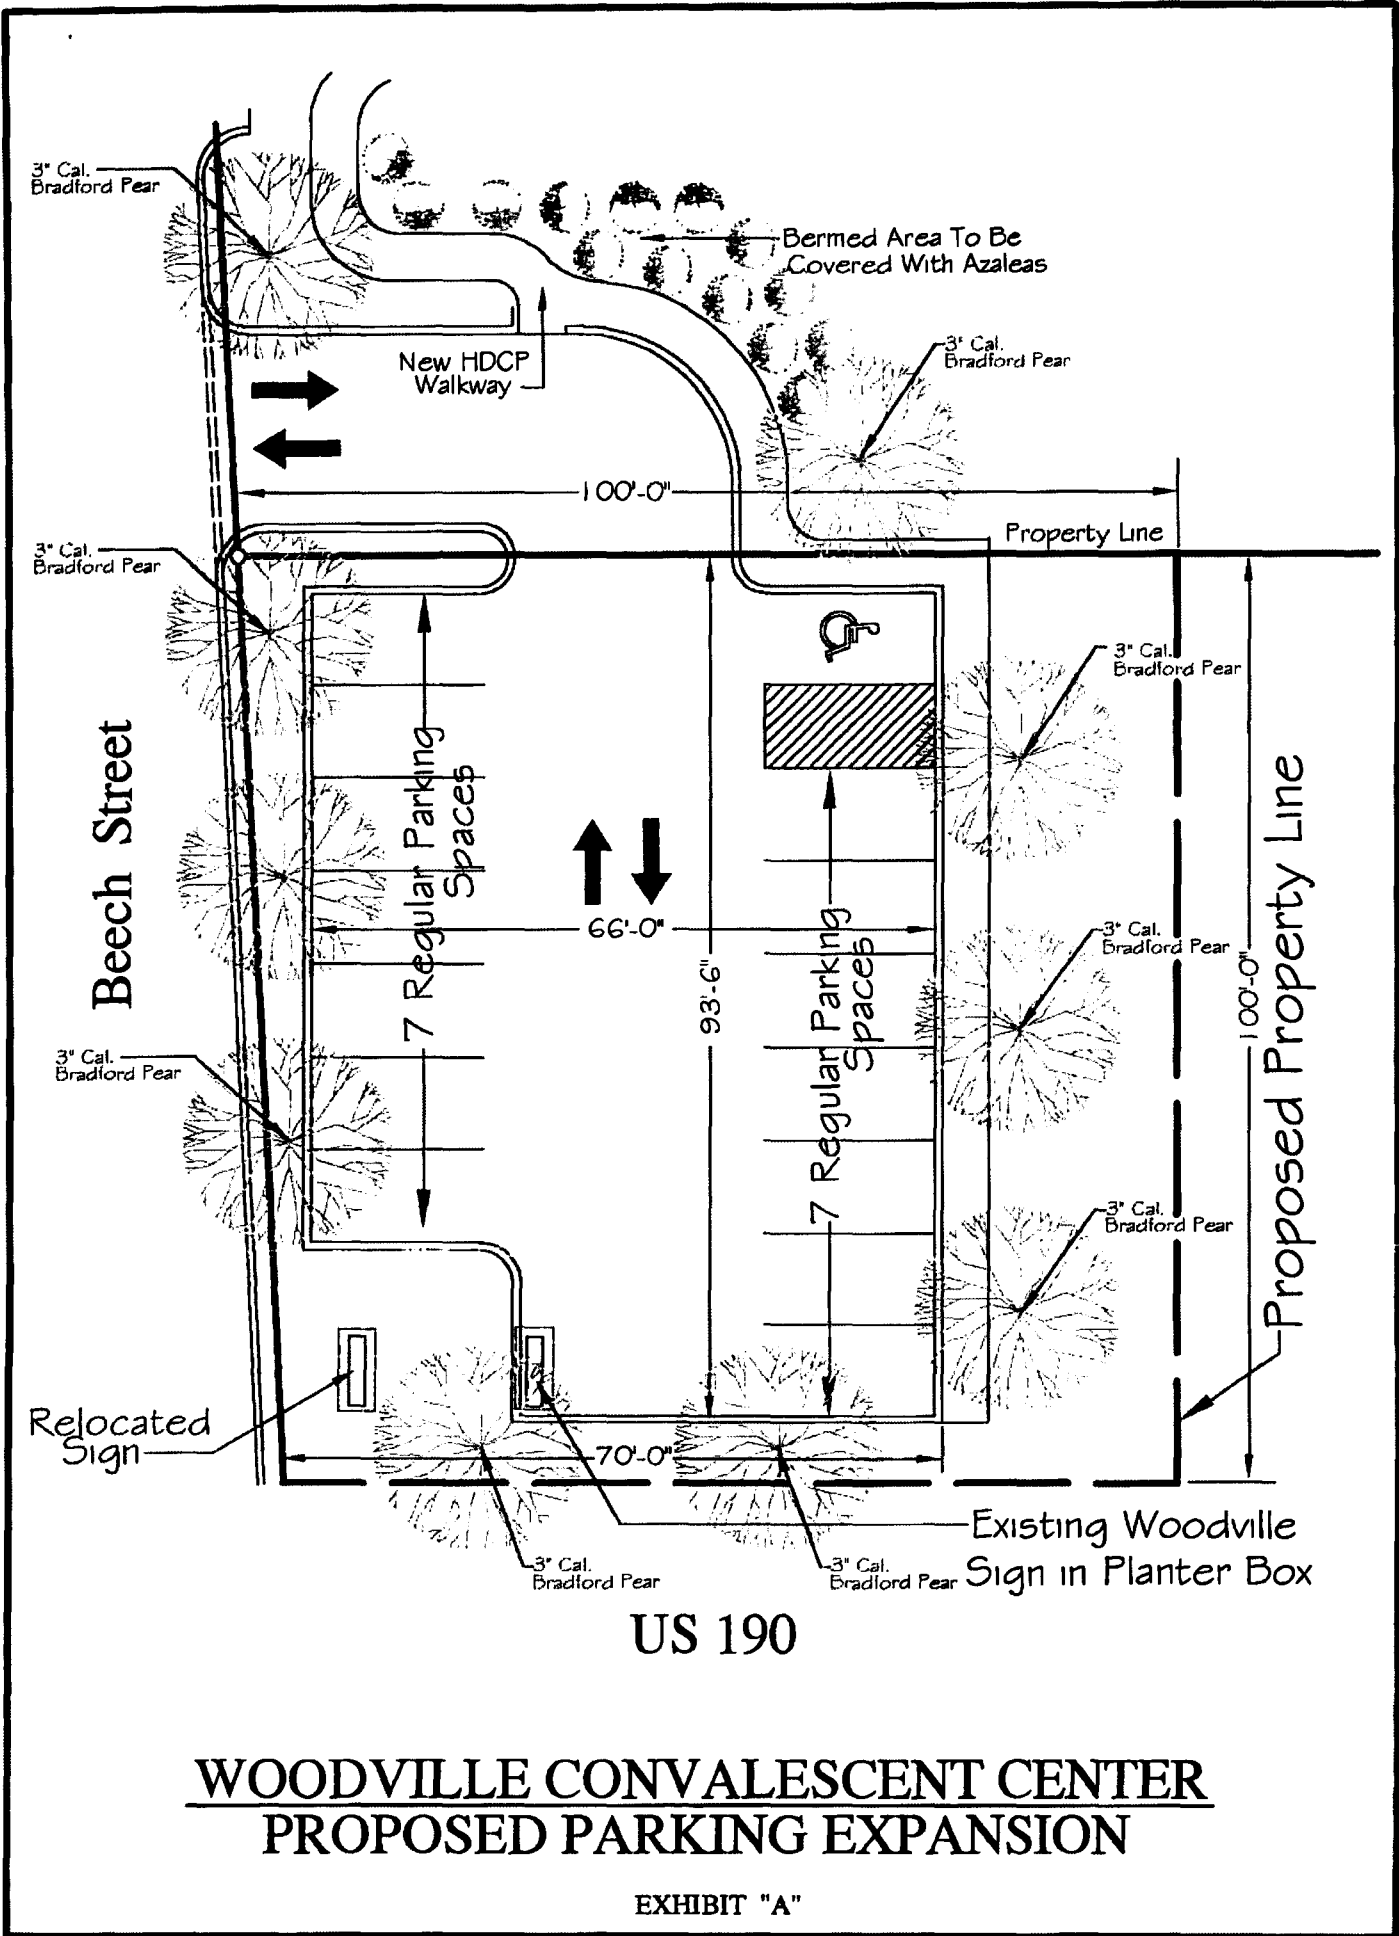 3" Cal.
Bradford Pear
Bermed Area To Be
Covered With Azaleas
New HDCP
Walkway
3" Cal.
Bradford Pear
100'-0"
Property Line
3" Cal.
Bradford Pear
3" Cal.
Bradford Pear
Beech Street
7 Regular Parking
Spaces
66'-0"
93'-6"
7 Regular Parking
Spaces
3" Cal.
Bradford Pear
100'-0"
Proposed Property Line
3" Cal.
Bradford Pear
3" Cal.
Bradford Pear
Relocated
Sign
70'-0"
Existing Woodville
Sign in Planter Box
3" Cal.
Bradford Pear
3" Cal.
Bradford Pear
US 190
WOODVILLE CONVALESCENT CENTER
PROPOSED PARKING EXPANSION
EXHIBIT "A"